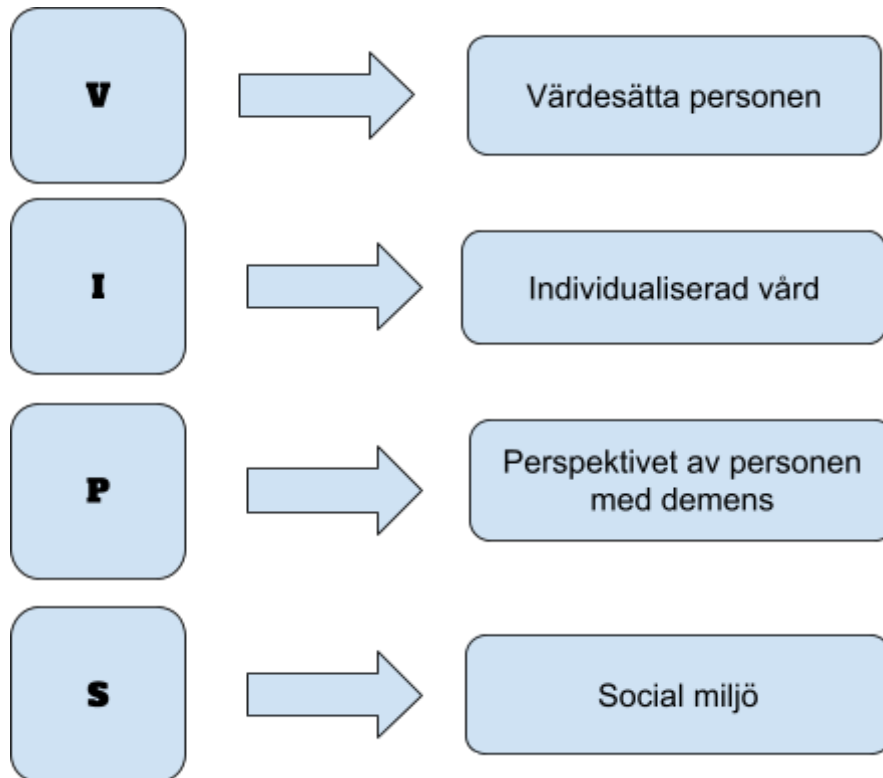 V
Värdesätta personen
I
Individualiserad vård
P
Perspektivet av personen
med demens
S
Social miljö